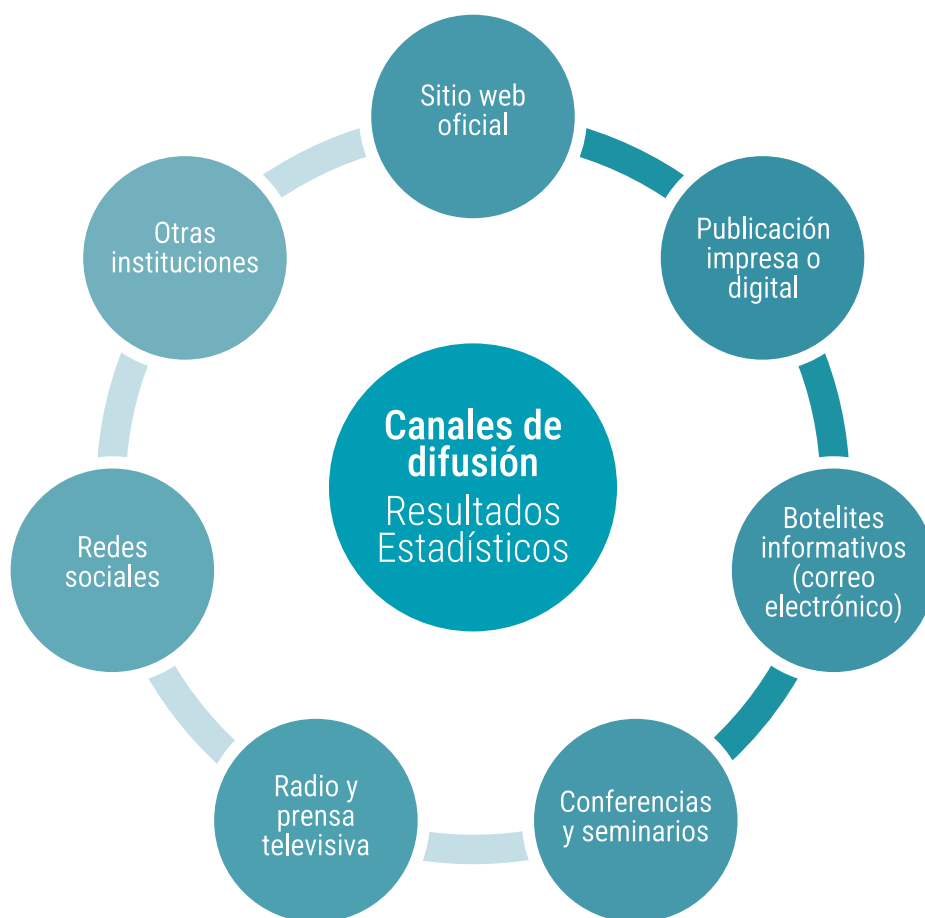 Sitio web
oficial
Publicación
impresa o
digital
Botelites
informativos
(correo
electrónico)
Conferencias
y seminarios
Radio y
prensa
televisiva
Redes
sociales
Otras
instituciones
Canales de
difusión
Resultados
Estadísticos